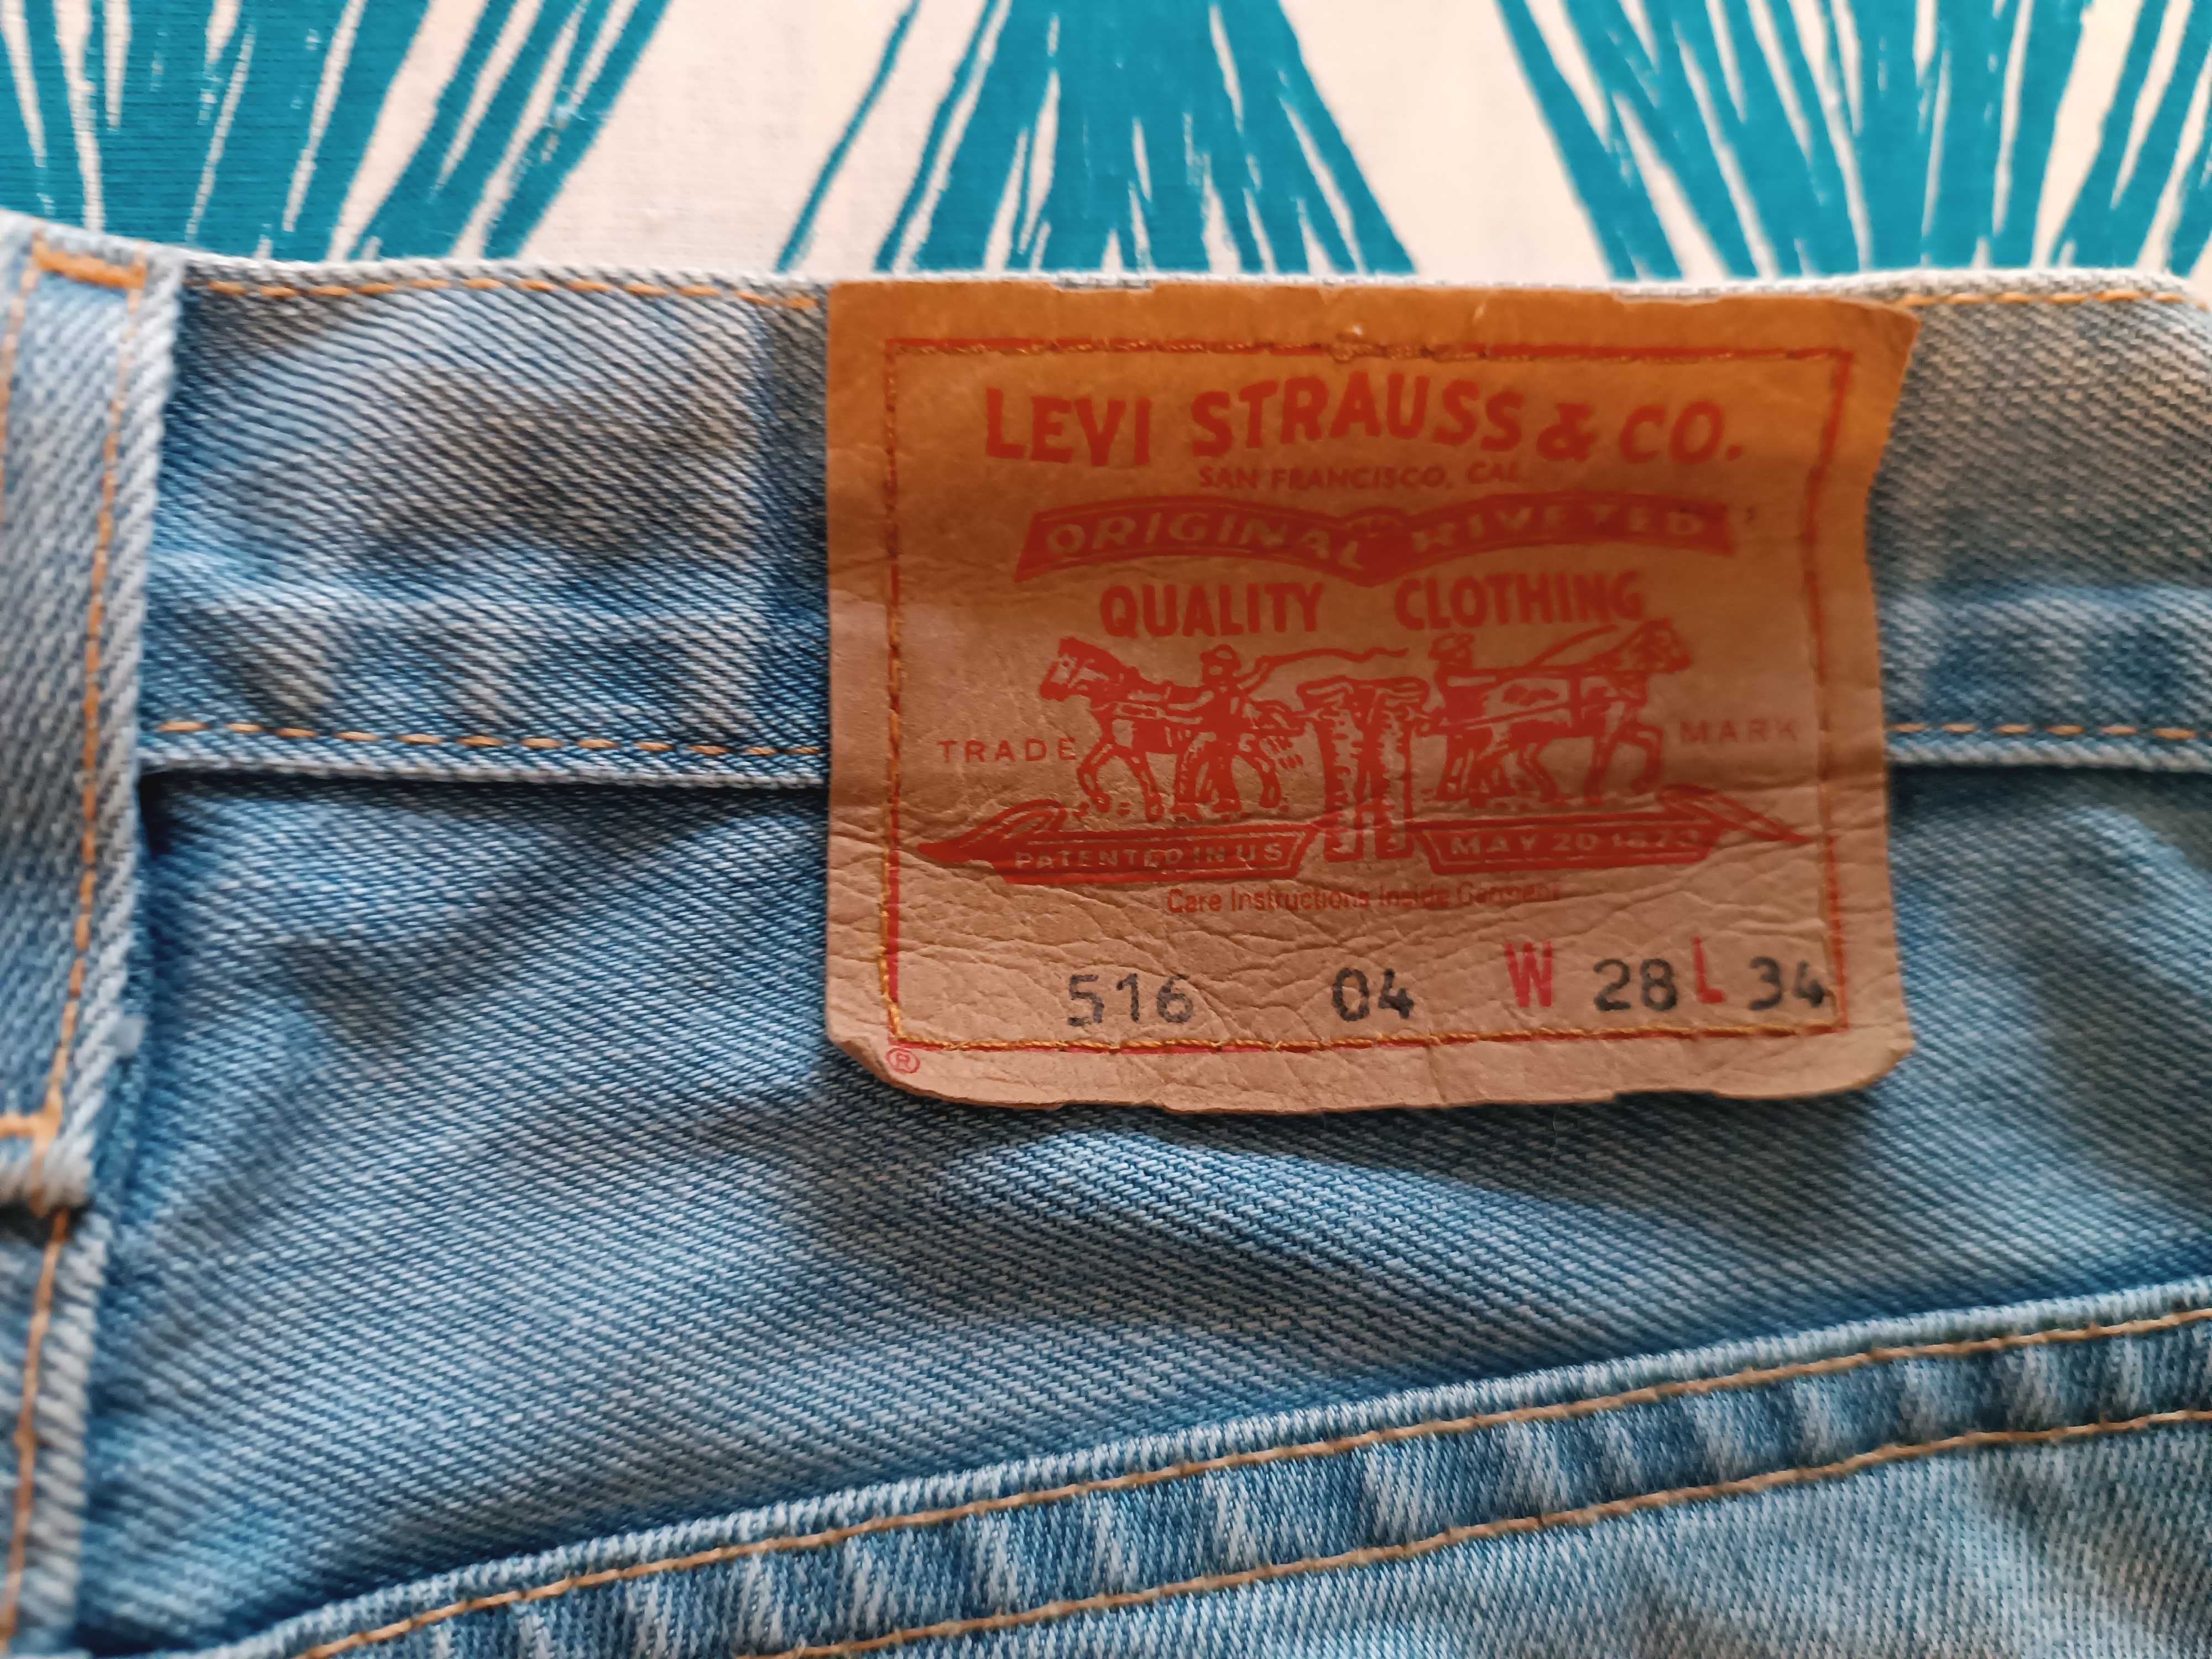 LEVI STRAUSS & CO.
SAN FRANCISCO, CAL
ORIGINAL RIVETED
QUALITY CLOTHING
TRADE MARK
PATENTED IN U S MAY 20 1873
Care Instructions Inside Garment
516 04 W 28 L 34
®